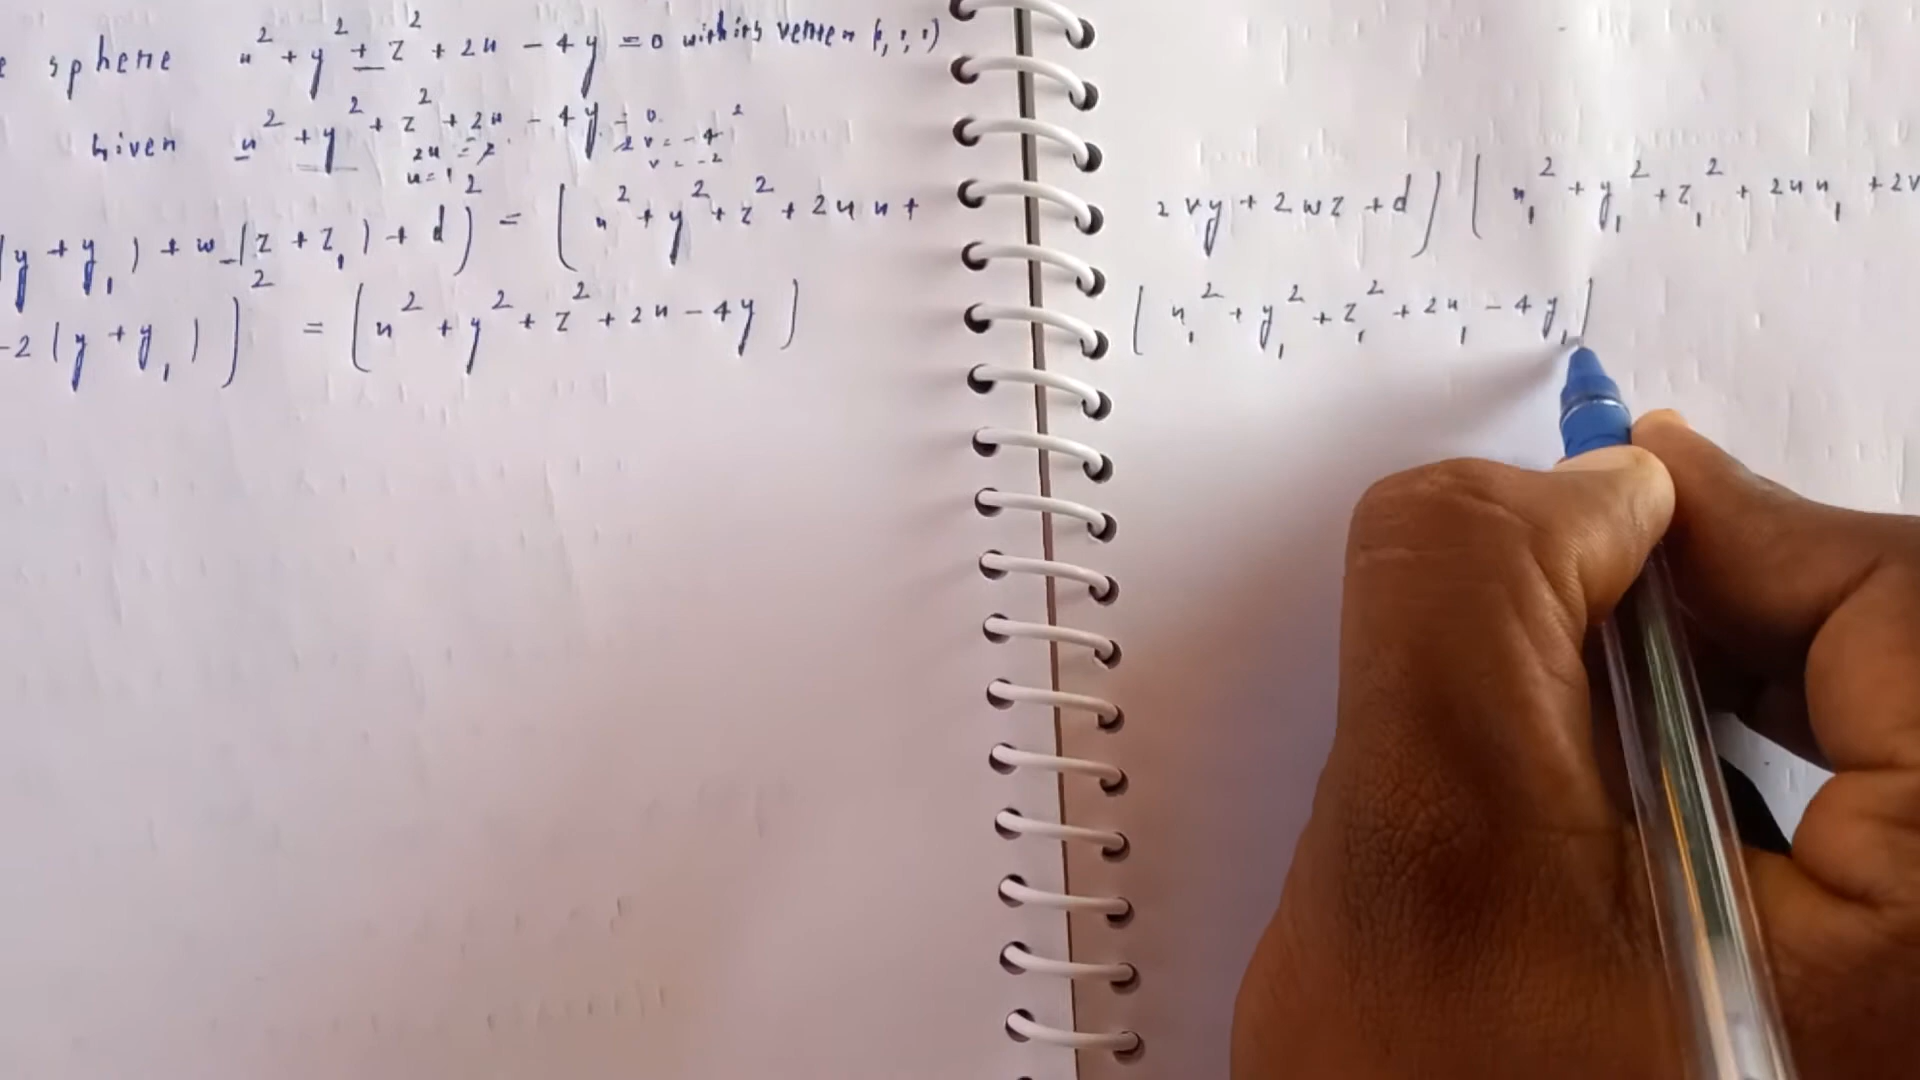 sphere x² + y² + z² + 2x - 4y = 0 with its vertex (1, 1, 1)
Given x² + y² + z² + 2x - 4y = 0
2u = 2 2v = -4
u = 1 v = -2
(y + y₁) + w (z + z₁) + d)² = (x² + y² + z² + 2ux + 2vy + 2wz + d) (x₁² + y₁² + z₁² + 2ux₁ + 2v
-2 (y + y₁))² = (x² + y² + z² + 2x - 4y) (x₁² + y₁² + z₁² + 2x₁ - 4y₁)